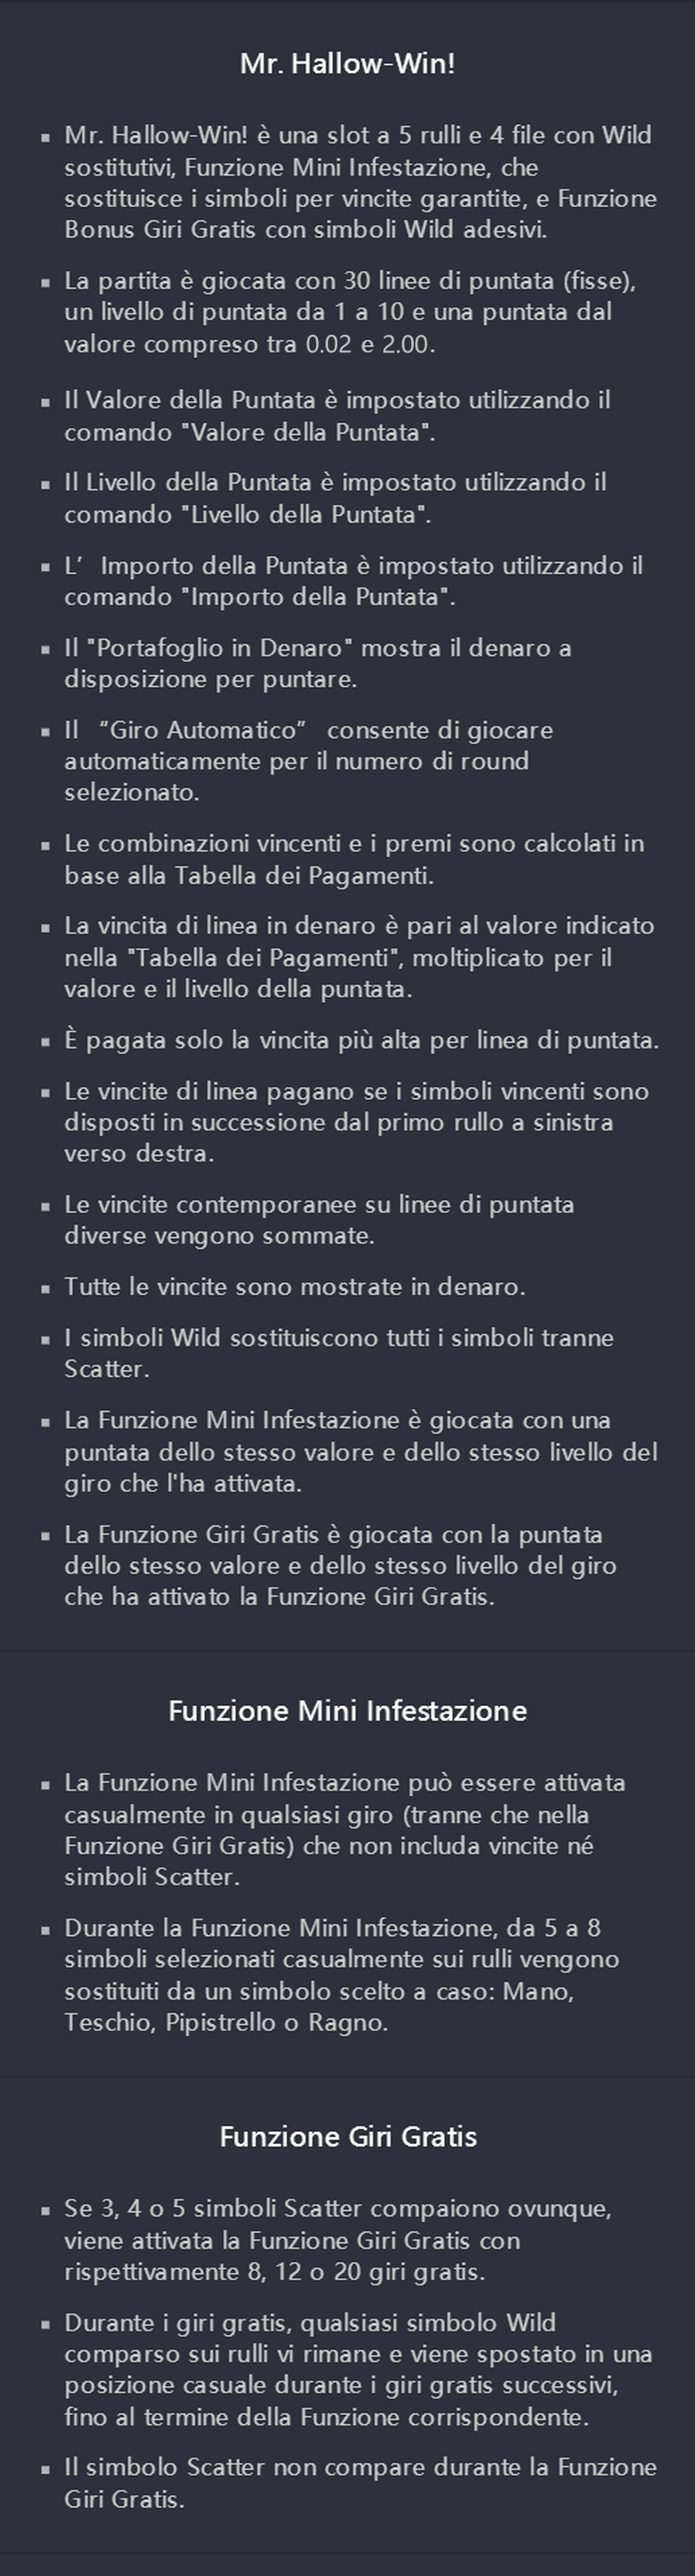 Mr. Hallow-Win!
▪ Mr. Hallow-Win! è una slot a 5 rulli e 4 file con Wild
sostitutivi, Funzione Mini Infestazione, che
sostituisce i simboli per vincite garantite, e Funzione
Bonus Giri Gratis con simboli Wild adesivi.
▪ La partita è giocata con 30 linee di puntata (fisse),
un livello di puntata da 1 a 10 e una puntata dal
valore compreso tra 0.02 e 2.00.
▪ Il Valore della Puntata è impostato utilizzando il
comando "Valore della Puntata".
▪ Il Livello della Puntata è impostato utilizzando il
comando "Livello della Puntata".
▪ L’ Importo della Puntata è impostato utilizzando il
comando "Importo della Puntata".
▪ Il "Portafoglio in Denaro" mostra il denaro a
disposizione per puntare.
▪ Il “Giro Automatico” consente di giocare
automaticamente per il numero di round
selezionato.
▪ Le combinazioni vincenti e i premi sono calcolati in
base alla Tabella dei Pagamenti.
▪ La vincita di linea in denaro è pari al valore indicato
nella "Tabella dei Pagamenti", moltiplicato per il
valore e il livello della puntata.
▪ È pagata solo la vincita più alta per linea di puntata.
▪ Le vincite di linea pagano se i simboli vincenti sono
disposti in successione dal primo rullo a sinistra
verso destra.
▪ Le vincite contemporanee su linee di puntata
diverse vengono sommate.
▪ Tutte le vincite sono mostrate in denaro.
▪ I simboli Wild sostituiscono tutti i simboli tranne
Scatter.
▪ La Funzione Mini Infestazione è giocata con una
puntata dello stesso valore e dello stesso livello del
giro che l'ha attivata.
▪ La Funzione Giri Gratis è giocata con la puntata
dello stesso valore e dello stesso livello del giro
che ha attivato la Funzione Giri Gratis.
Funzione Mini Infestazione
▪ La Funzione Mini Infestazione può essere attivata
casualmente in qualsiasi giro (tranne che nella
Funzione Giri Gratis) che non includa vincite né
simboli Scatter.
▪ Durante la Funzione Mini Infestazione, da 5 a 8
simboli selezionati casualmente sui rulli vengono
sostituiti da un simbolo scelto a caso: Mano,
Teschio, Pipistrello o Ragno.
Funzione Giri Gratis
▪ Se 3, 4 o 5 simboli Scatter compaiono ovunque,
viene attivata la Funzione Giri Gratis con
rispettivamente 8, 12 o 20 giri gratis.
▪ Durante i giri gratis, qualsiasi simbolo Wild
comparso sui rulli vi rimane e viene spostato in una
posizione casuale durante i giri gratis successivi,
fino al termine della Funzione corrispondente.
▪ Il simbolo Scatter non compare durante la Funzione
Giri Gratis.